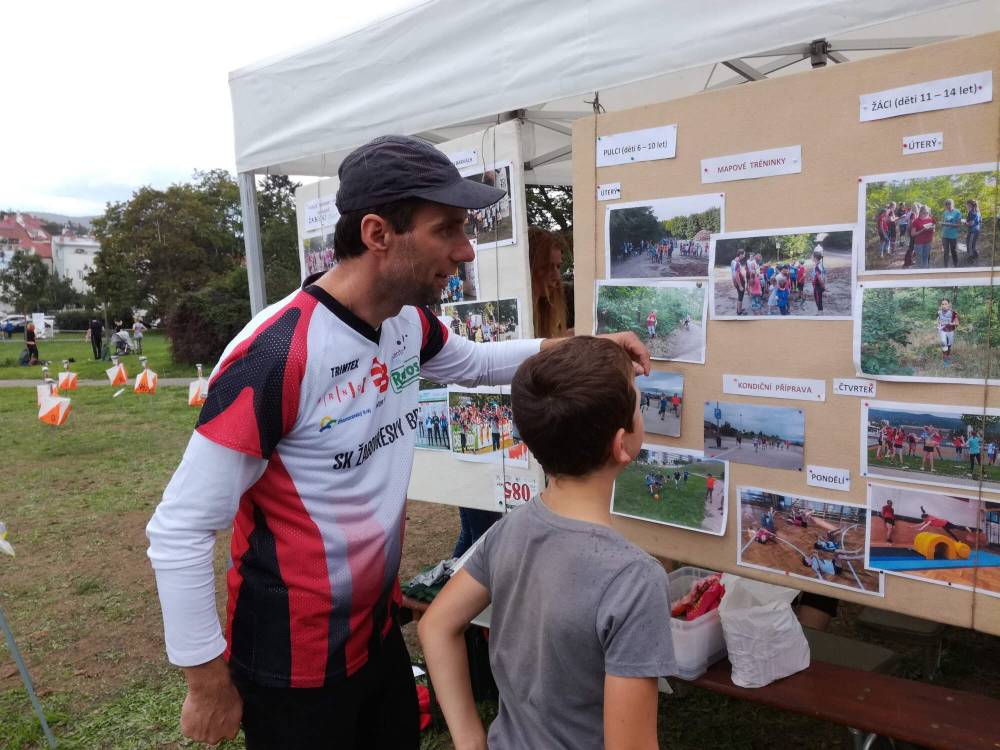 PULCI (děti 6 – 10 let)
ÚTERÝ
MAPOVÉ TRÉNINKY
ŽÁCI (děti 11 – 14 let)
ÚTERÝ
KONDIČNÍ PŘÍPRAVA
ČTVRTEK
PONDĚLÍ
TRIMTEX
SK ŽABOVŘESKY
085